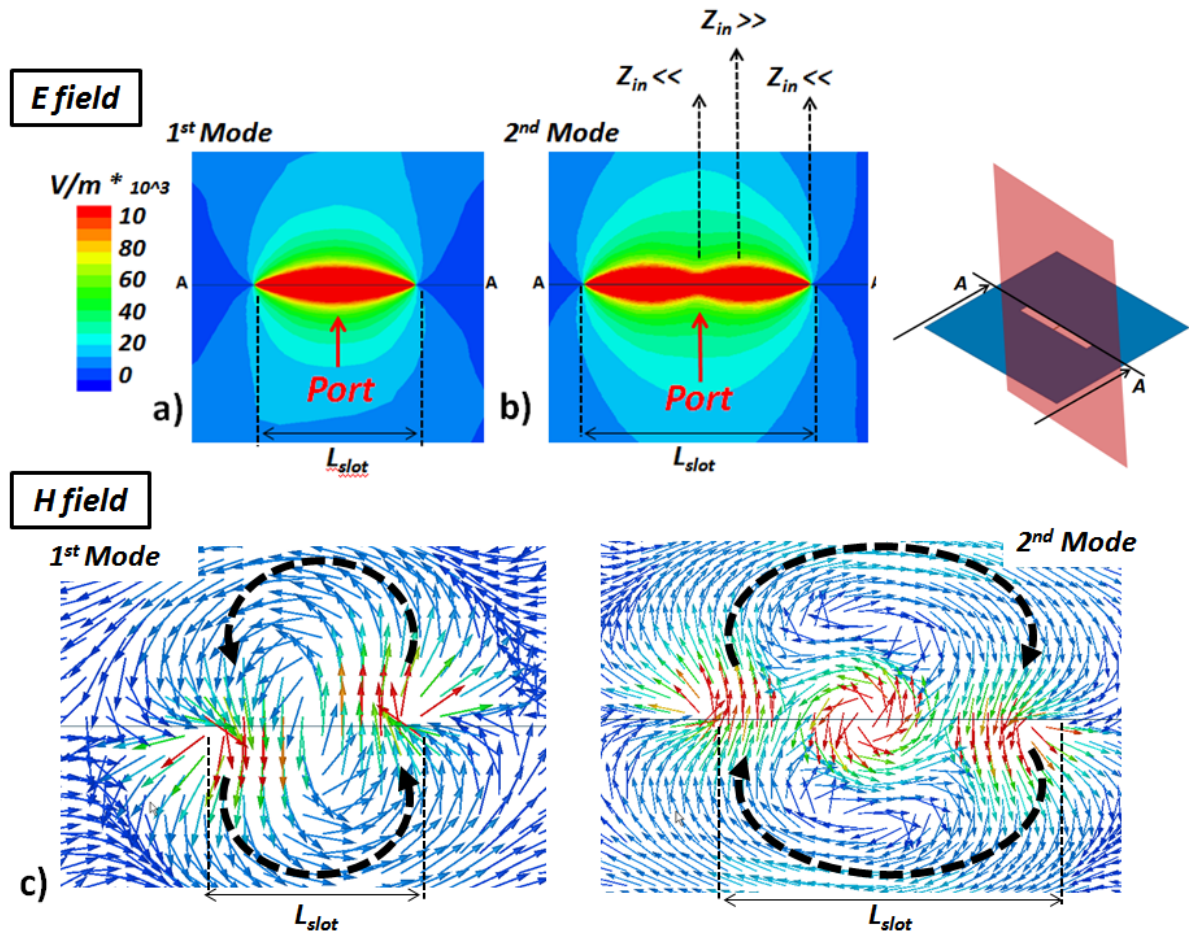 Z_in >>
Z_in <<
Z_in <<
E field
1st Mode
2nd Mode
V/m * 10^3
10
80
60
40
20
0
A
A
A
A
A
A
Port
Port
a)
b)
L_slot
L_slot
H field
1st Mode
2nd Mode
c)
L_slot
L_slot